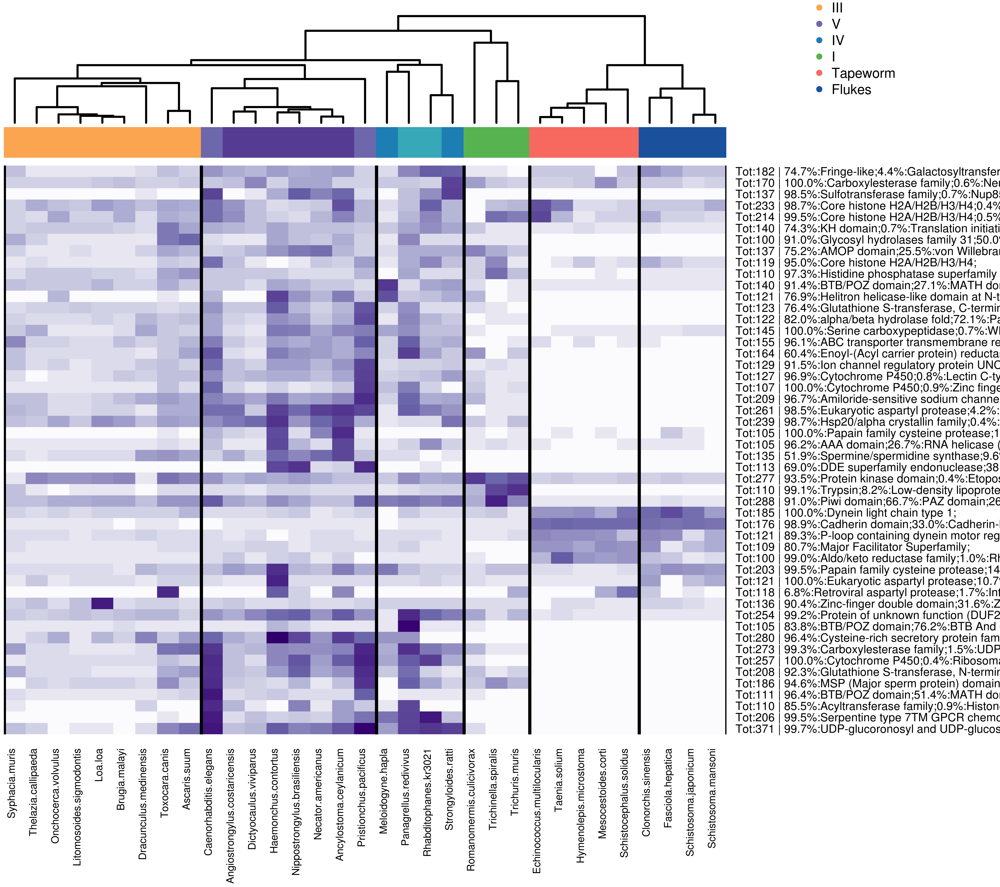 III
V
IV
I
Tapeworm
Flukes
Tot:182 | 74.7%:Fringe-like;4.4%:Galactosyltransfer
Tot:170 | 100.0%:Carboxylesterase family;0.6%:Neu
Tot:137 | 98.5%:Sulfotransferase family;0.7%:Nup85
Tot:233 | 98.7%:Core histone H2A/H2B/H3/H4;0.4%
Tot:214 | 99.5%:Core histone H2A/H2B/H3/H4;0.5%
Tot:140 | 74.3%:KH domain;0.7%:Translation initiati
Tot:100 | 91.0%:Glycosyl hydrolases family 31;50.0%
Tot:137 | 75.2%:AMOP domain;25.5%:von Willebran
Tot:119 | 95.0%:Core histone H2A/H2B/H3/H4;
Tot:110 | 97.3%:Histidine phosphatase superfamily
Tot:140 | 91.4%:BTB/POZ domain;27.1%:MATH dom
Tot:121 | 76.9%:Helitron helicase-like domain at N-t
Tot:123 | 76.4%:Glutathione S-transferase, C-termin
Tot:122 | 82.0%:alpha/beta hydrolase fold;72.1%:Pa
Tot:145 | 100.0%:Serine carboxypeptidase;0.7%:WD
Tot:155 | 96.1%:ABC transporter transmembrane re
Tot:164 | 60.4%:Enoyl-(Acyl carrier protein) reductas
Tot:129 | 91.5%:Ion channel regulatory protein UNC
Tot:127 | 96.9%:Cytochrome P450;0.8%:Lectin C-ty
Tot:107 | 100.0%:Cytochrome P450;0.9%:Zinc finge
Tot:209 | 96.7%:Amiloride-sensitive sodium channe
Tot:261 | 98.5%:Eukaryotic aspartyl protease;4.2%:
Tot:239 | 98.7%:Hsp20/alpha crystallin family;0.4%:
Tot:105 | 100.0%:Papain family cysteine protease;1
Tot:105 | 96.2%:AAA domain;26.7%:RNA helicase (
Tot:135 | 51.9%:Spermine/spermidine synthase;9.6%
Tot:113 | 69.0%:DDE superfamily endonuclease;38
Tot:277 | 93.5%:Protein kinase domain;0.4%:Etopos
Tot:110 | 99.1%:Trypsin;8.2%:Low-density lipoprote
Tot:288 | 91.0%:Piwi domain;66.7%:PAZ domain;26
Tot:185 | 100.0%:Dynein light chain type 1;
Tot:176 | 98.9%:Cadherin domain;33.0%:Cadherin-l
Tot:121 | 89.3%:P-loop containing dynein motor reg
Tot:109 | 80.7%:Major Facilitator Superfamily;
Tot:100 | 99.0%:Aldo/keto reductase family;1.0%:Rh
Tot:203 | 99.5%:Papain family cysteine protease;14
Tot:121 | 100.0%:Eukaryotic aspartyl protease;10.7%
Tot:118 | 6.8%:Retroviral aspartyl protease;1.7%:Int
Tot:136 | 90.4%:Zinc-finger double domain;31.6%:Z
Tot:254 | 99.2%:Protein of unknown function (DUF2
Tot:105 | 83.8%:BTB/POZ domain;76.2%:BTB And
Tot:280 | 96.4%:Cysteine-rich secretory protein fam
Tot:273 | 99.3%:Carboxylesterase family;1.5%:UDP
Tot:257 | 100.0%:Cytochrome P450;0.4%:Ribosoma
Tot:208 | 92.3%:Glutathione S-transferase, N-termin
Tot:186 | 94.6%:MSP (Major sperm protein) domain
Tot:111 | 96.4%:BTB/POZ domain;51.4%:MATH dom
Tot:110 | 85.5%:Acyltransferase family;0.9%:Histone
Tot:206 | 99.5%:Serpentine type 7TM GPCR chemo
Tot:371 | 99.7%:UDP-glucoronosyl and UDP-glucos
Syphacia.muris
Thelazia.callipaeda
Onchocerca.volvulus
Litomosoides.sigmodontis
Loa.loa
Brugia.malayi
Dracunculus.medinensis
Toxocara.canis
Ascaris.suum
Caenorhabditis.elegans
Angiostrongylus.costaricensis
Dictyocaulus.viviparus
Haemonchus.contortus
Nippostrongylus.brasiliensis
Necator.americanus
Ancylostoma.ceylanicum
Pristionchus.pacificus
Meloidogyne.hapla
Panagrellus.redivivus
Rhabditophanes.kr3021
Strongyloides.ratti
Romanomermis.culicivorax
Trichinella.spiralis
Trichuris.muris
Echinococcus.multilocularis
Taenia.solium
Hymenolepis.microstoma
Mesocestoides.corti
Schistocephalus.solidus
Clonorchis.sinensis
Fasciola.hepatica
Schistosoma.japonicum
Schistosoma.mansoni